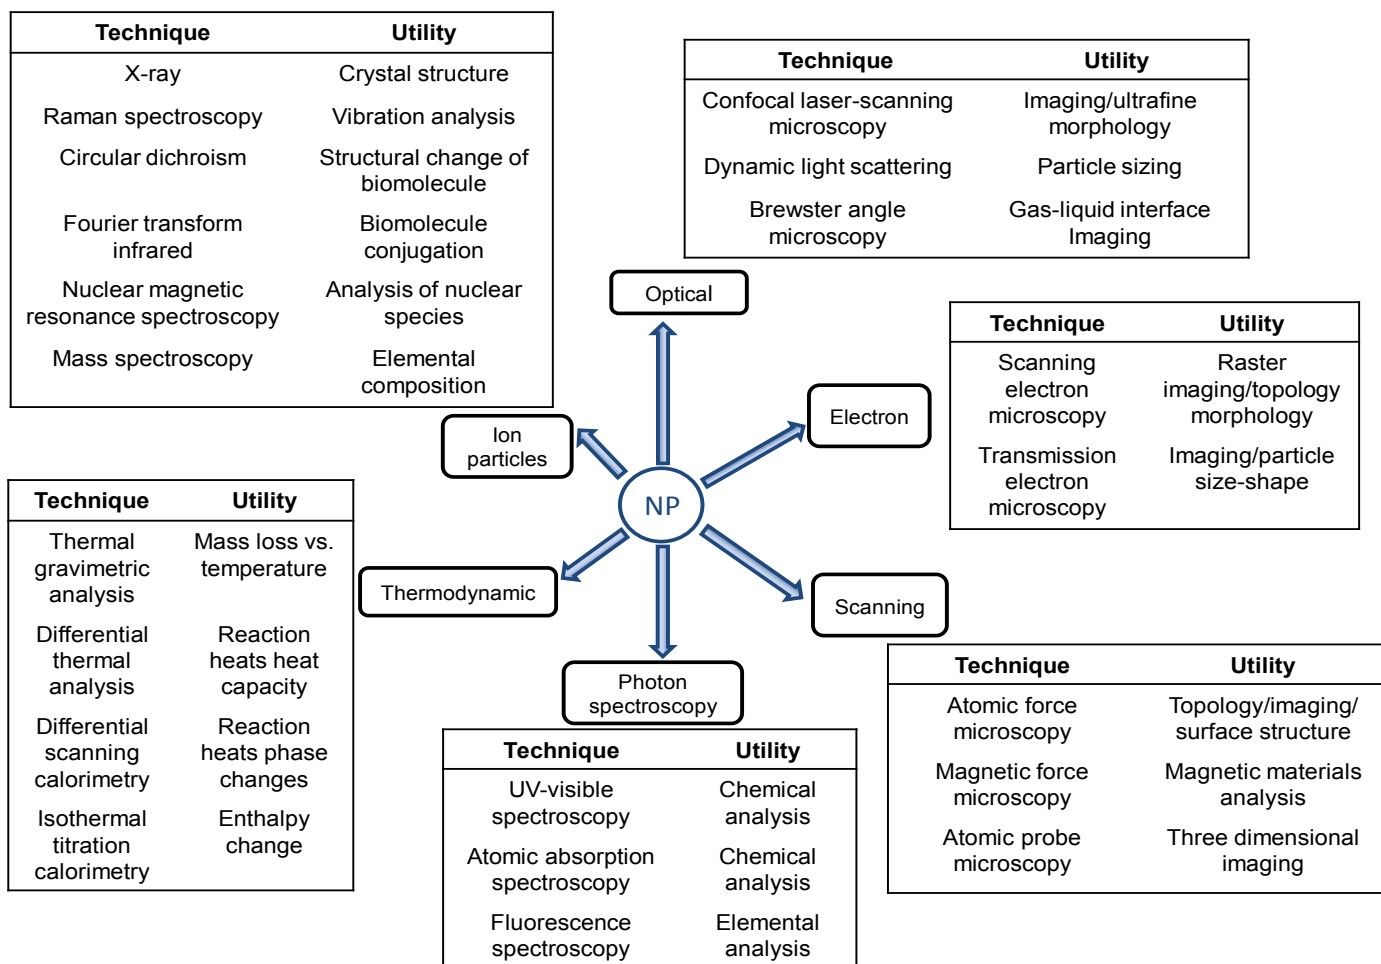 Technique Utility
X-ray Crystal structure
Raman spectroscopy Vibration analysis
Circular dichroism Structural change of
biomolecule
Fourier transform Biomolecule
infrared conjugation
Nuclear magnetic Analysis of nuclear
resonance spectroscopy species
Mass spectroscopy Elemental
composition
Technique Utility
Confocal laser-scanning Imaging/ultrafine
microscopy morphology
Dynamic light scattering Particle sizing
Brewster angle Gas-liquid interface
microscopy Imaging
Optical
Technique Utility
Scanning Raster
electron imaging/topology
microscopy morphology
Transmission Imaging/particle
electron size-shape
microscopy
Electron
Ion
particles
NP
Technique Utility
Thermal Mass loss vs.
gravimetric temperature
analysis
Differential Reaction
thermal heats heat
analysis capacity
Differential Reaction
scanning heats phase
calorimetry changes
Isothermal Enthalpy
titration change
calorimetry
Thermodynamic
Scanning
Photon
spectroscopy
Technique Utility
UV-visible Chemical
spectroscopy analysis
Atomic absorption Chemical
spectroscopy analysis
Fluorescence Elemental
spectroscopy analysis
Technique Utility
Atomic force Topology/imaging/
microscopy surface structure
Magnetic force Magnetic materials
microscopy analysis
Atomic probe Three dimensional
microscopy imaging